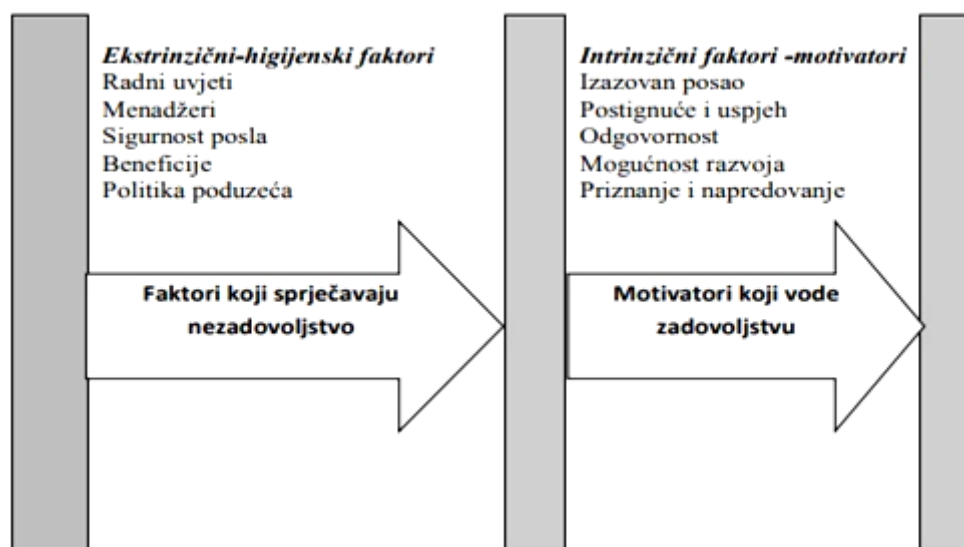 Ekstrinzični-higijenski faktori
Radni uvjeti
Menadžeri
Sigurnost posla
Beneficije
Politika poduzeća
Faktori koji sprječavaju
nezadovoljstvo
Intrinzični faktori -motivatori
Izazovan posao
Postignuće i uspjeh
Odgovornost
Mogućnost razvoja
Priznanje i napredovanje
Motivatori koji vode
zadovoljstvu